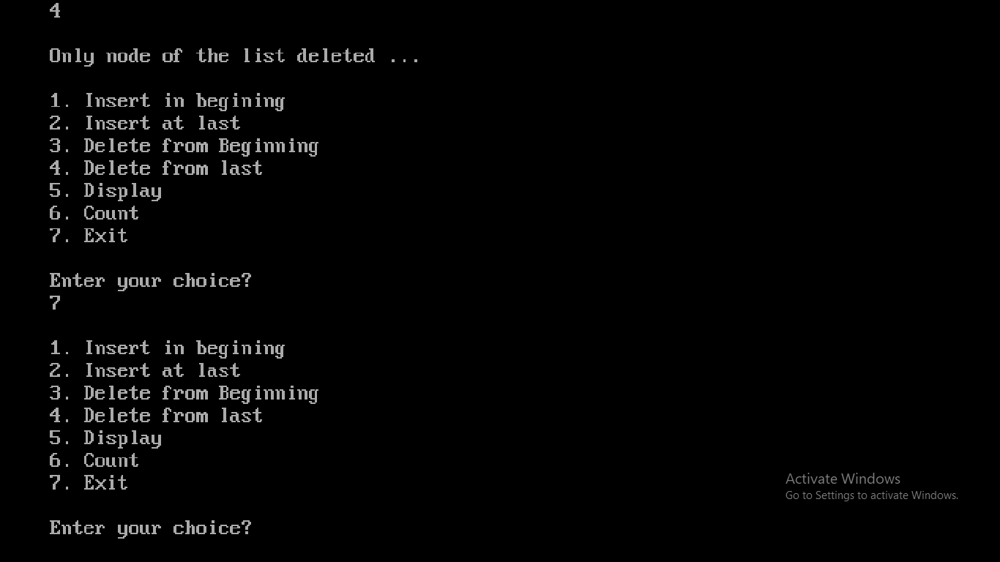 4
Only node of the list deleted ...
1. Insert in begining
2. Insert at last
3. Delete from Beginning
4. Delete from last
5. Display
6. Count
7. Exit
Enter your choice?
7
1. Insert in begining
2. Insert at last
3. Delete from Beginning
4. Delete from last
5. Display
6. Count
7. Exit
Enter your choice?
Activate Windows
Go to Settings to activate Windows.